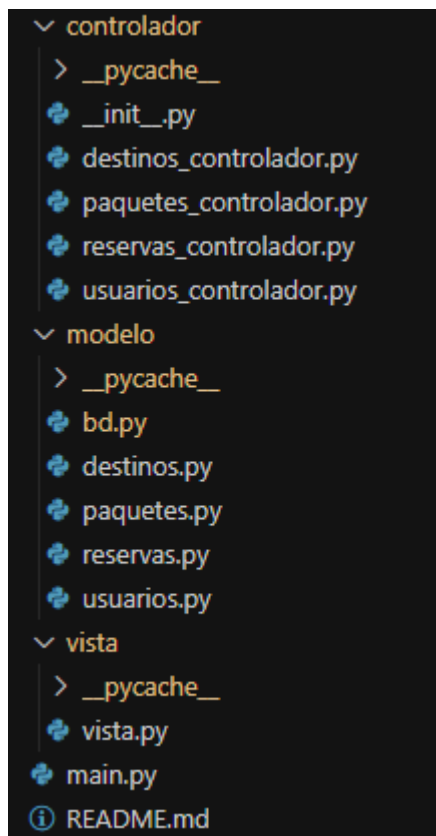 controlador
__pycache__
__init__.py
destinos_controlador.py
paquetes_controlador.py
reservas_controlador.py
usuarios_controlador.py
modelo
__pycache__
bd.py
destinos.py
paquetes.py
reservas.py
usuarios.py
vista
__pycache__
vista.py
main.py
README.md